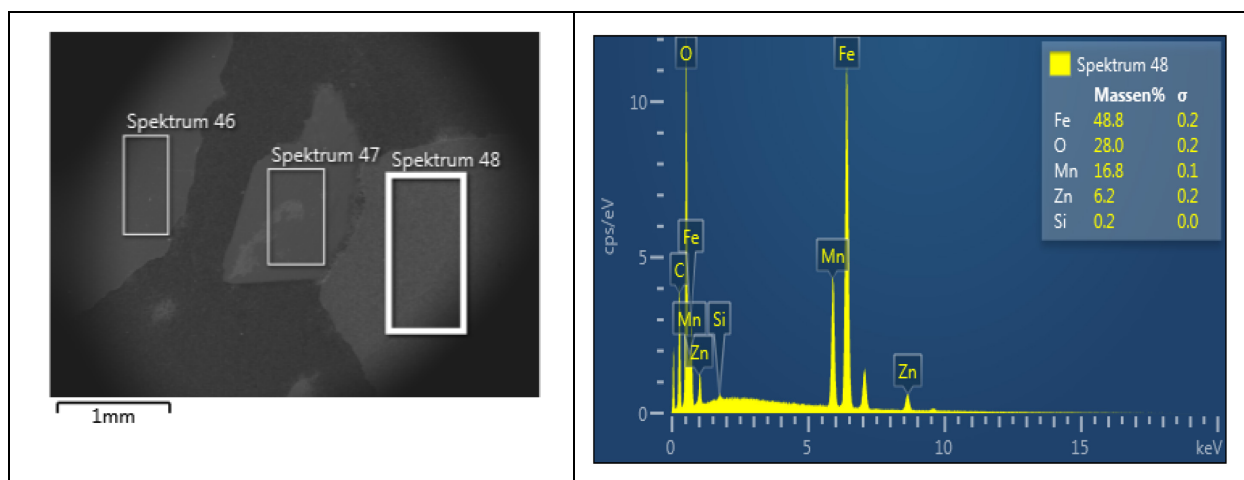 Spektrum 46
Spektrum 47
Spektrum 48
1mm
Spektrum 48
Massen% σ
Fe 48.8 0.2
O 28.0 0.2
Mn 16.8 0.1
Zn 6.2 0.2
Si 0.2 0.0
O
Fe
Fe
C
Mn
Mn
Si
Zn
Zn
cps/eV
10
5
0
0 5 10 15 keV